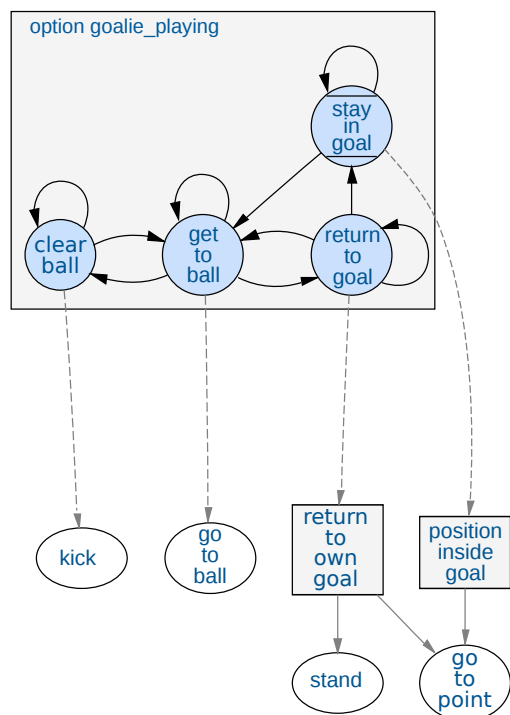 option goalie_playing
stay
in
goal
clear
ball
get
to
ball
return
to
goal
kick
go
to
ball
return
to
own
goal
position
inside
goal
stand
go
to
point